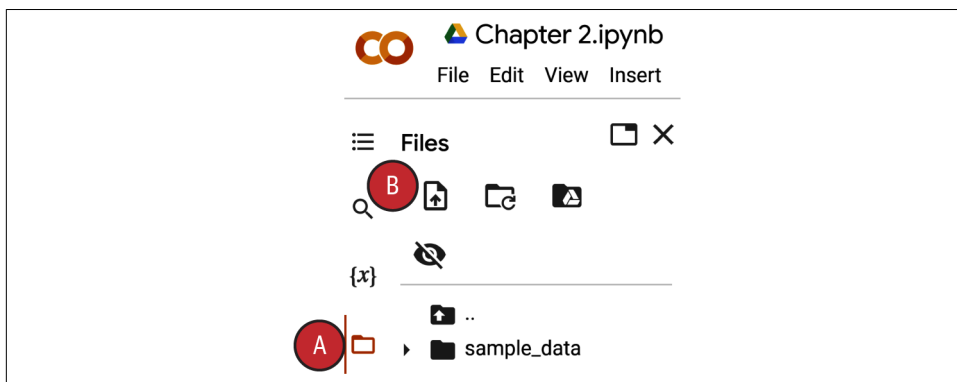 CO
Chapter 2.ipynb
File Edit View Insert
Files
B
{x}
..
A
sample_data